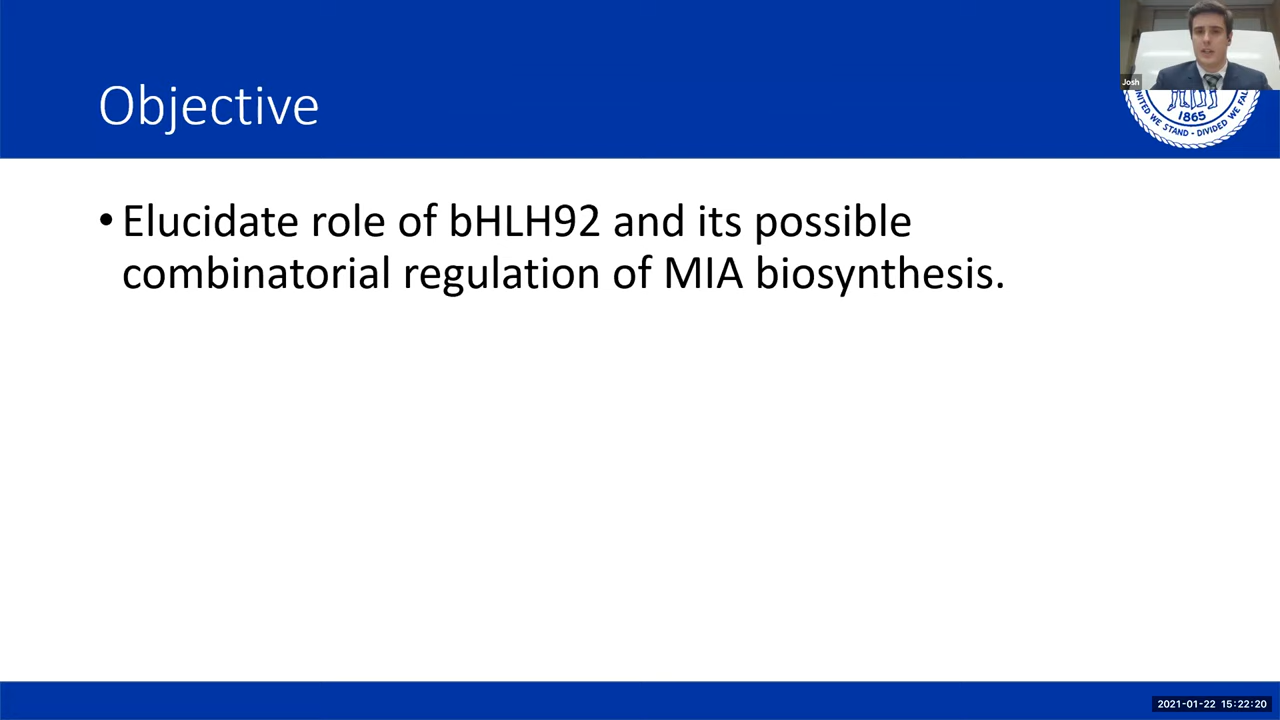 Objective
Josh
1865
UNITED WE STAND - DIVIDED WE FALL
• Elucidate role of bHLH92 and its possible
combinatorial regulation of MIA biosynthesis.
2021-01-22 15:22:20